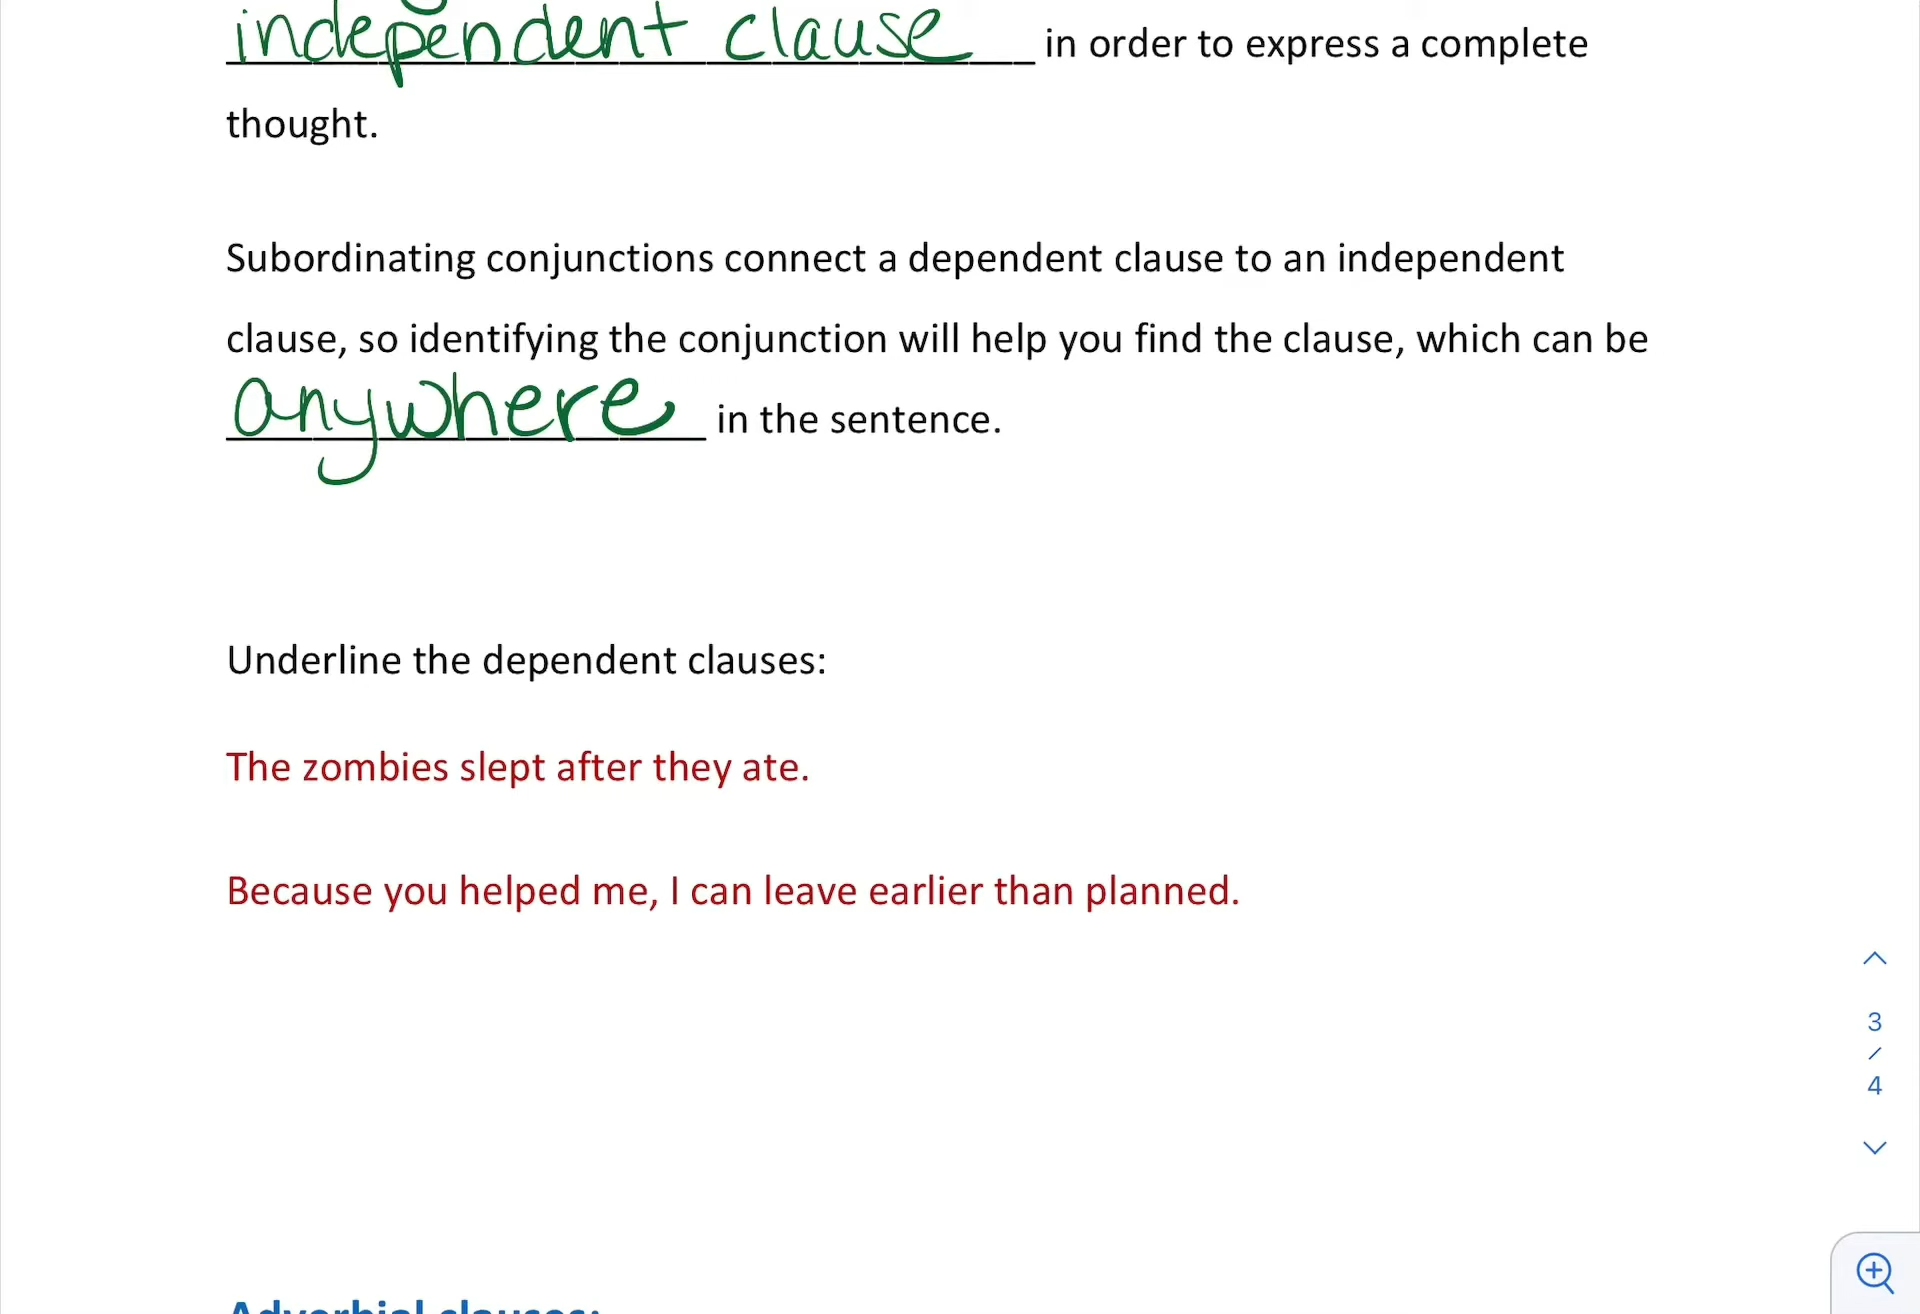 independent clause in order to express a complete
thought.
Subordinating conjunctions connect a dependent clause to an independent
clause, so identifying the conjunction will help you find the clause, which can be
anywhere in the sentence.
Underline the dependent clauses:
The zombies slept after they ate.
Because you helped me, I can leave earlier than planned.
3
/
4
Adverbial clauses: